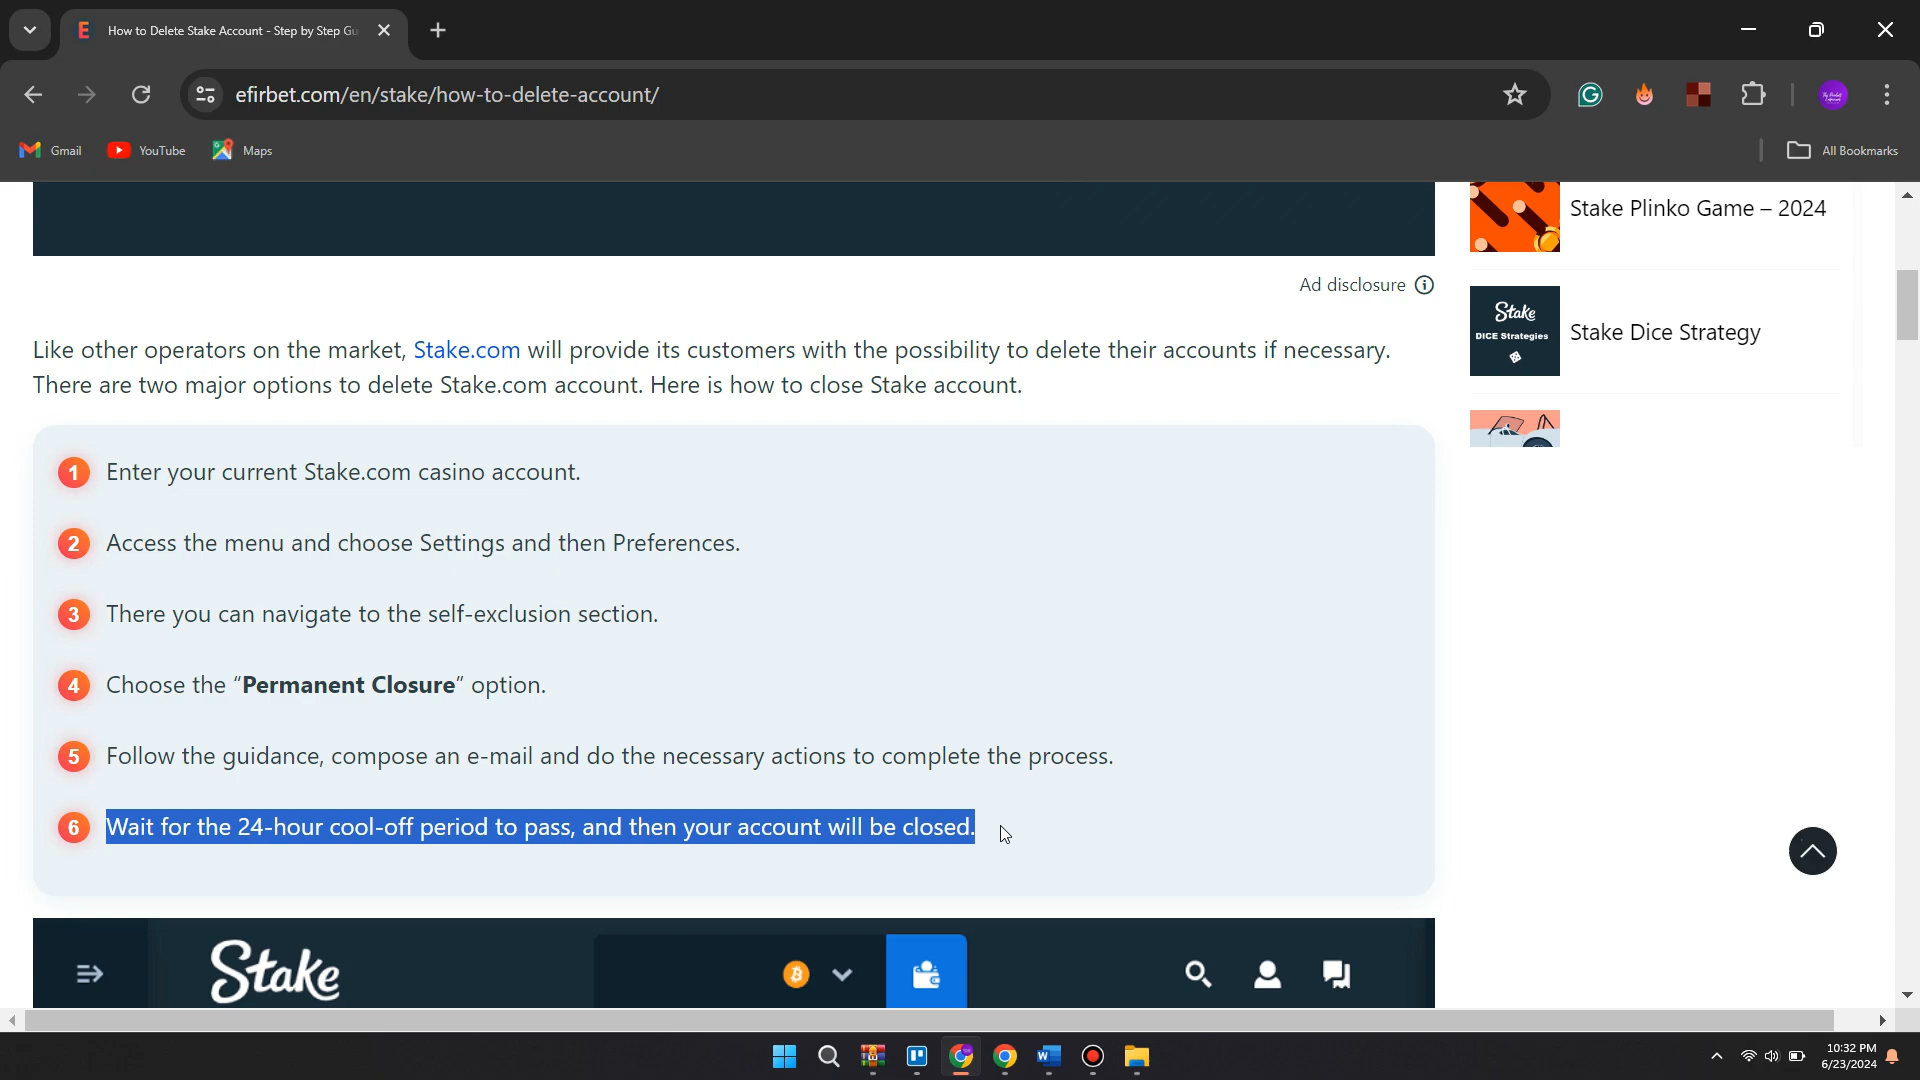 How to Delete Stake Account - Step by Step Gu
efirbet.com/en/stake/how-to-delete-account/
Gmail
YouTube
Maps
All Bookmarks
Ad disclosure
Like other operators on the market, Stake.com will provide its customers with the possibility to delete their accounts if necessary.
There are two major options to delete Stake.com account. Here is how to close Stake account.
1 Enter your current Stake.com casino account.
2 Access the menu and choose Settings and then Preferences.
3 There you can navigate to the self-exclusion section.
4 Choose the “Permanent Closure” option.
5 Follow the guidance, compose an e-mail and do the necessary actions to complete the process.
6 Wait for the 24-hour cool-off period to pass, and then your account will be closed.
Stake
Stake Plinko Game – 2024
Stake
DICE Strategies
Stake Dice Strategy
10:32 PM
6/23/2024